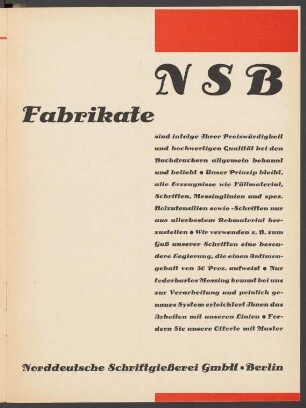 NSB
Fabrikate
sind infolge Ihrer Preiswürdigkeit
und hochwertigen Qualität bei den
Buchdruckern allgemein bekannt
und beliebt • Unser Prinzip bleibt,
alle Erzeugnisse wie Füllmaterial,
Schriften, Messinglinien und spez.
Holzutensilien sowie -Schriften nur
aus allerbestem Rohmaterial her-
zustellen • Wir verwenden z. B. zum
Guß unserer Schriften eine beson-
dere Legierung, die einen Antimon-
gehalt von 30 Proz. aufweist • Nur
federhartes Messing kommt bei uns
zur Verarbeitung und peinlich ge-
naues System erleichtert Ihnen das
Arbeiten mit unseren Linien • For-
dern Sie unsere Offerte mit Muster
Norddeutsche Schriftgießerei GmbH • Berlin